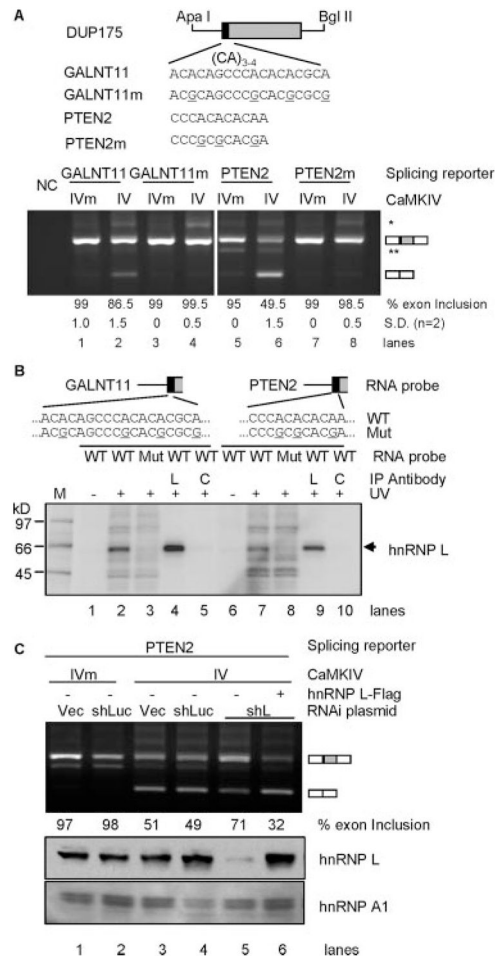 A
Apa I
Bgl II
DUP175
(CA)3-4
GALNT11 ACACAGCCCACACACGCA
GALNT11m ACGCAGCCCGCACGCGCG
PTEN2 CCCACACACAA
PTEN2m CCCGCGCACGA
GALNT11 GALNT11m PTEN2 PTEN2m Splicing reporter
NC IVm IV IVm IV IVm IV IVm IV CaMKIV
*
**
99 86.5 99 99.5 95 49.5 99 98.5 % exon Inclusion
1.0 1.5 0 0.5 0 1.5 0 0.5 S.D. (n=2)
1 2 3 4 5 6 7 8 lanes
B
GALNT11 PTEN2 RNA probe
...ACACAGCCCACACACGCA... ...CCCACACACAA... WT
...ACGCAGCCCGCACGCGCG... ...CCCGCGCACGA... Mut
WT WT Mut WT WT WT WT Mut WT WT RNA probe
L C L C IP Antibody
M - + + + + - + + + + UV
kD
97
66
45
hnRNP L
1 2 3 4 5 6 7 8 9 10 lanes
C
PTEN2 Splicing reporter
IVm IV CaMKIV
- - - - - + hnRNP L-Flag
Vec shLuc Vec shLuc shL RNAi plasmid
97 98 51 49 71 32 % exon Inclusion
hnRNP L
hnRNP A1
1 2 3 4 5 6 lanes